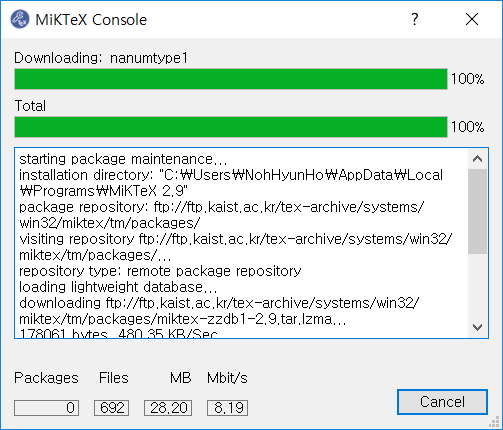 MiKTeX Console
Downloading: nanumtype1
100%
Total
100%
starting package maintenance...
installation directory: "C:₩Users₩NohHyunHo₩AppData₩Local
₩Programs₩MiKTeX 2.9"
package repository: ftp://ftp.kaist.ac.kr/tex-archive/systems/
win32/miktex/tm/packages/
visiting repository ftp://ftp.kaist.ac.kr/tex-archive/systems/win32/
miktex/tm/packages/...
repository type: remote package repository
loading lightweight database...
downloading ftp://ftp.kaist.ac.kr/tex-archive/systems/win32/
miktex/tm/packages/miktex-zzdb1-2.9.tar.lzma...
178061 bytes, 480.35 KB/Sec
Packages Files MB Mbit/s
0 692 28.20 8.19
Cancel